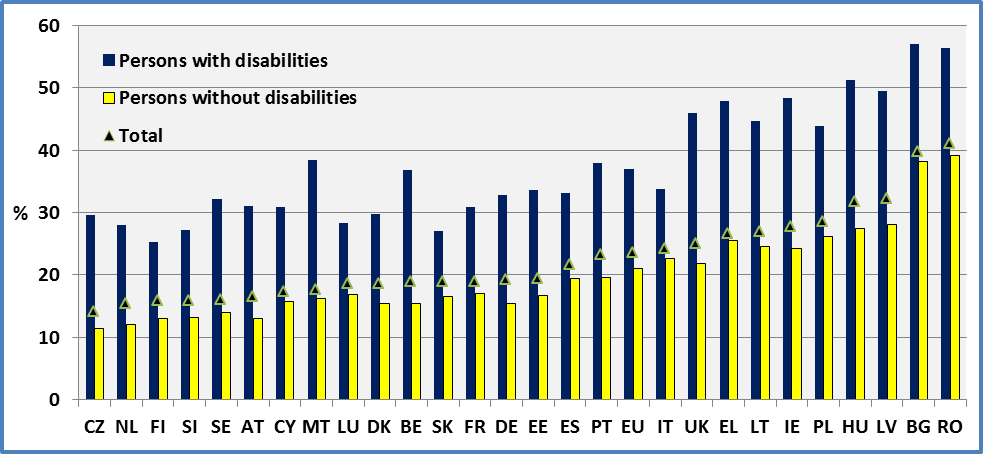 60
50
40
30
20
10
0
%
Persons with disabilities
Persons without disabilities
Total
CZ NL FI SI SE AT CY MT LU DK BE SK FR DE EE ES PT EU IT UK EL LT IE PL HU LV BG RO